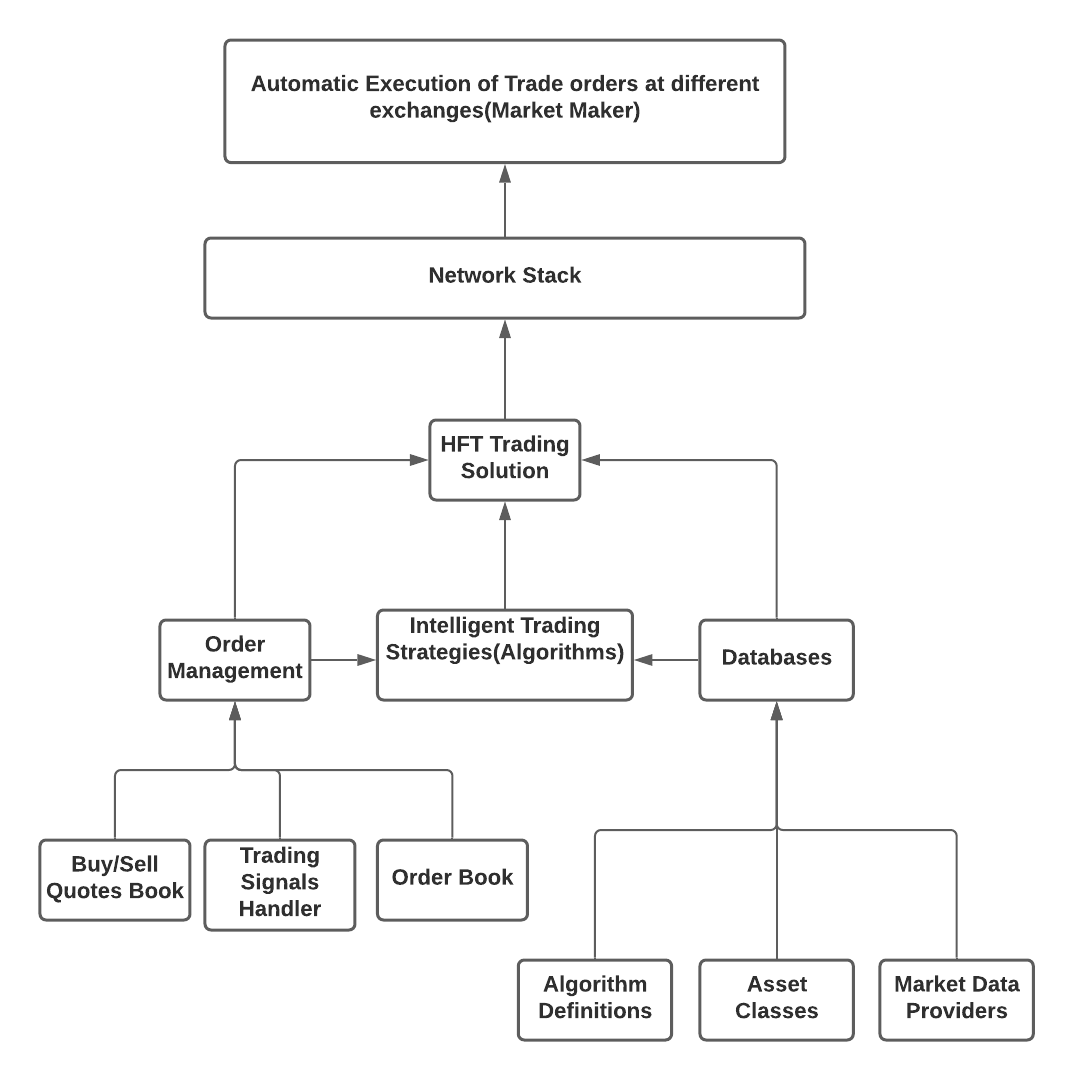 Automatic Execution of Trade orders at different
exchanges(Market Maker)
Network Stack
HFT Trading
Solution
Order
Management
Intelligent Trading
Strategies(Algorithms)
Databases
Buy/Sell
Quotes Book
Trading
Signals
Handler
Order Book
Algorithm
Definitions
Asset
Classes
Market Data
Providers